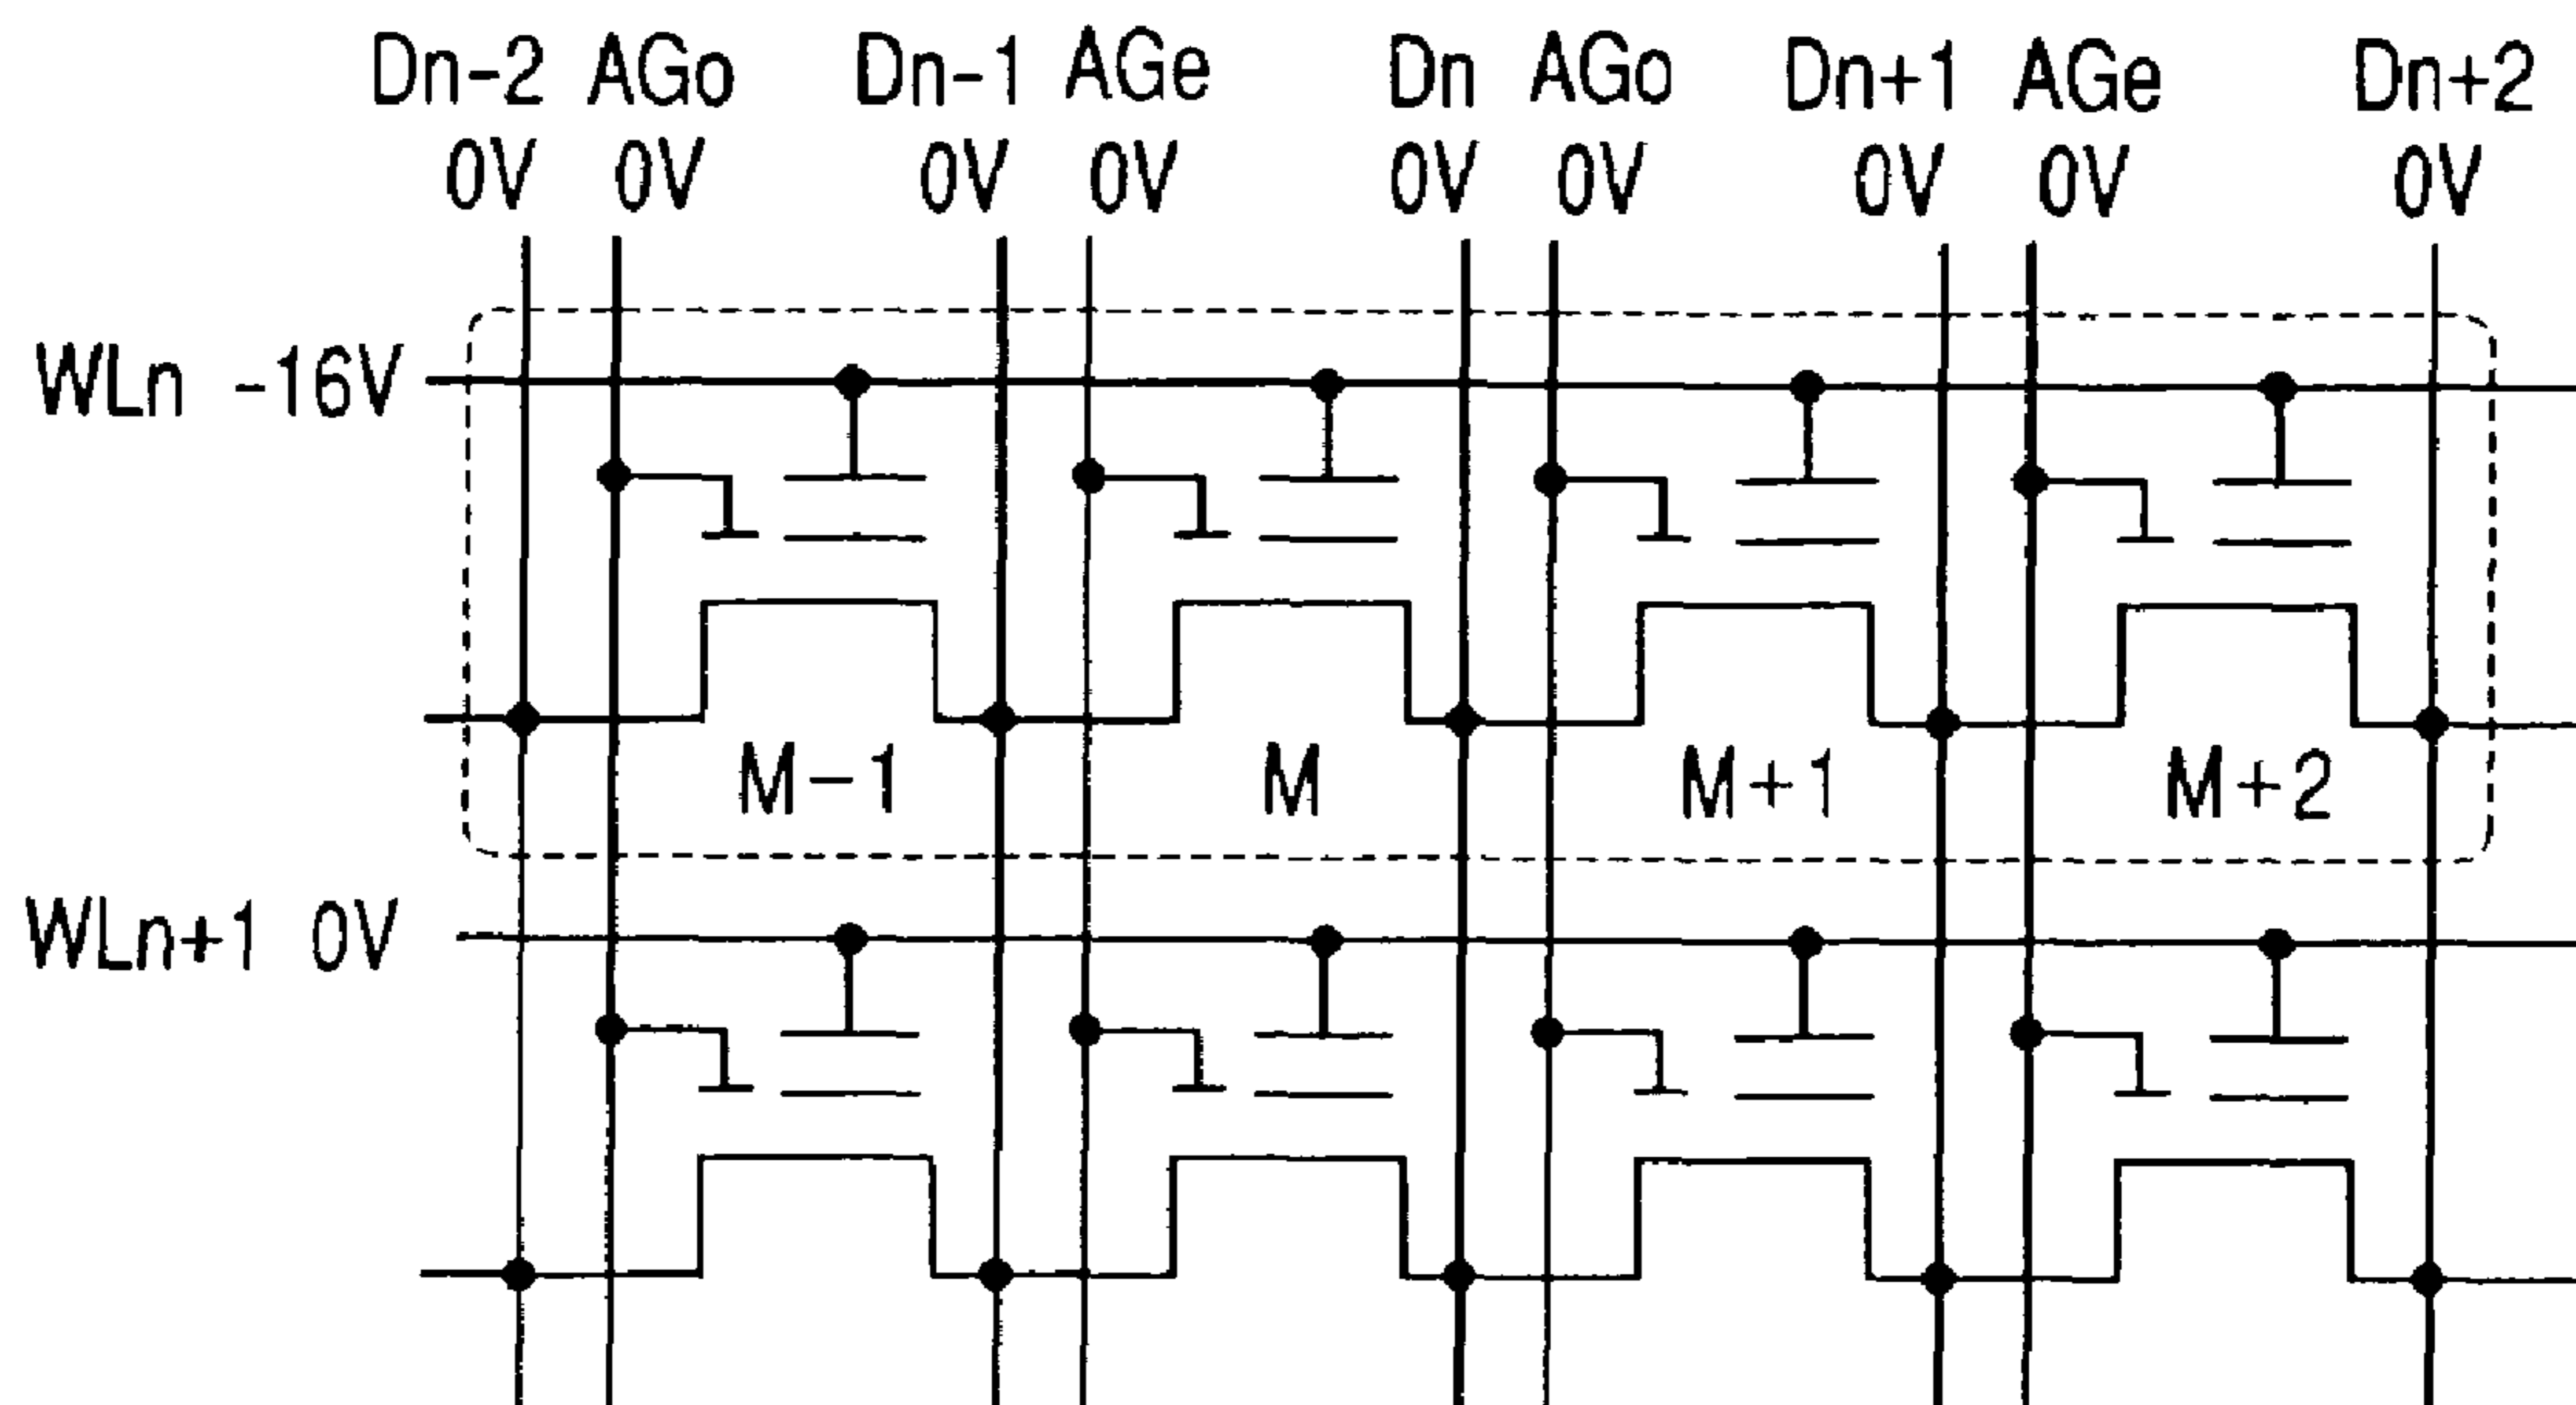 Dn-2 AGo Dn-1 AGe Dn AGo Dn+1 AGe Dn+2
0V 0V 0V 0V 0V 0V 0V 0V 0V
WLn -16V
M-1 M M+1 M+2
WLn+1 0V